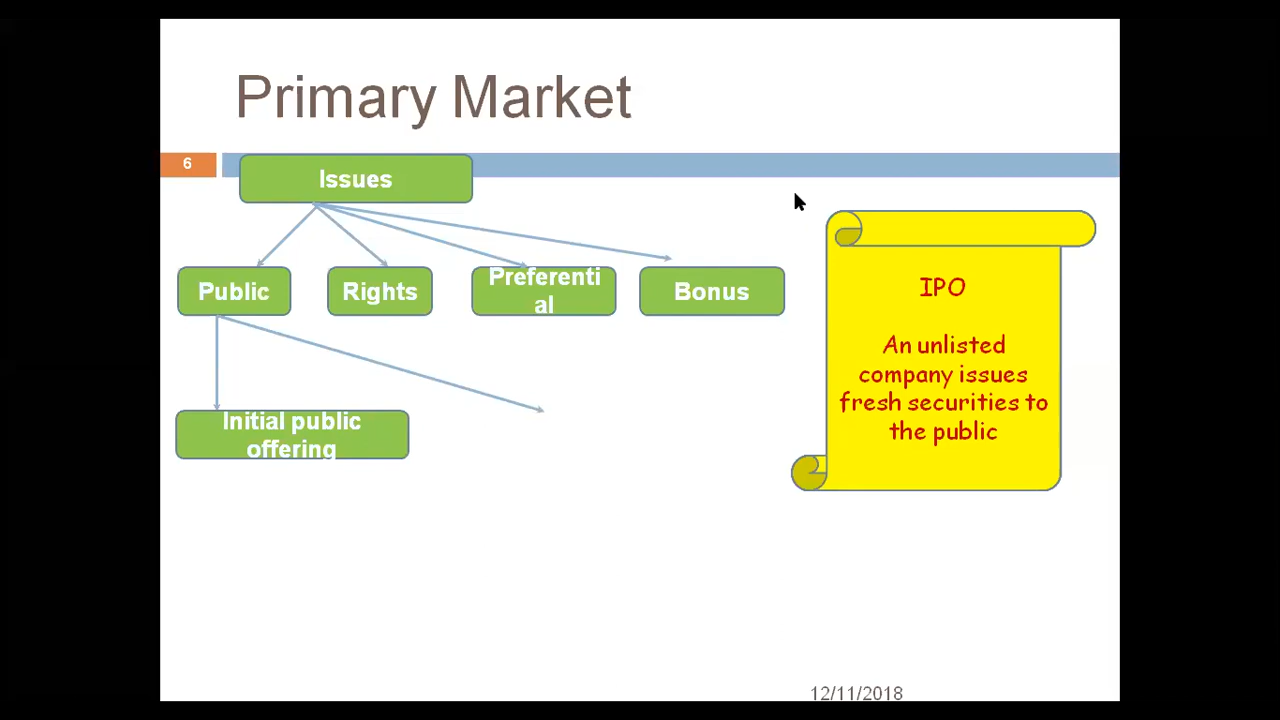 Primary Market
6
Issues
Public
Rights
Preferenti
al
Bonus
Initial public
offering
IPO
An unlisted
company issues
fresh securities to
the public
12/11/2018